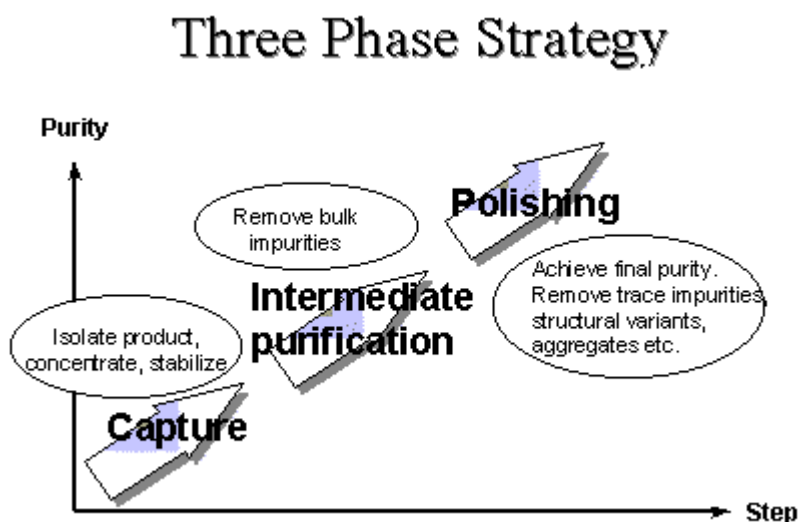 Three Phase Strategy
Purity
Polishing
Remove bulk
impurities
Achieve final purity.
Remove trace impurities,
structural variants,
aggregates etc.
Intermediate
purification
Isolate product,
concentrate, stabilize
Capture
Step